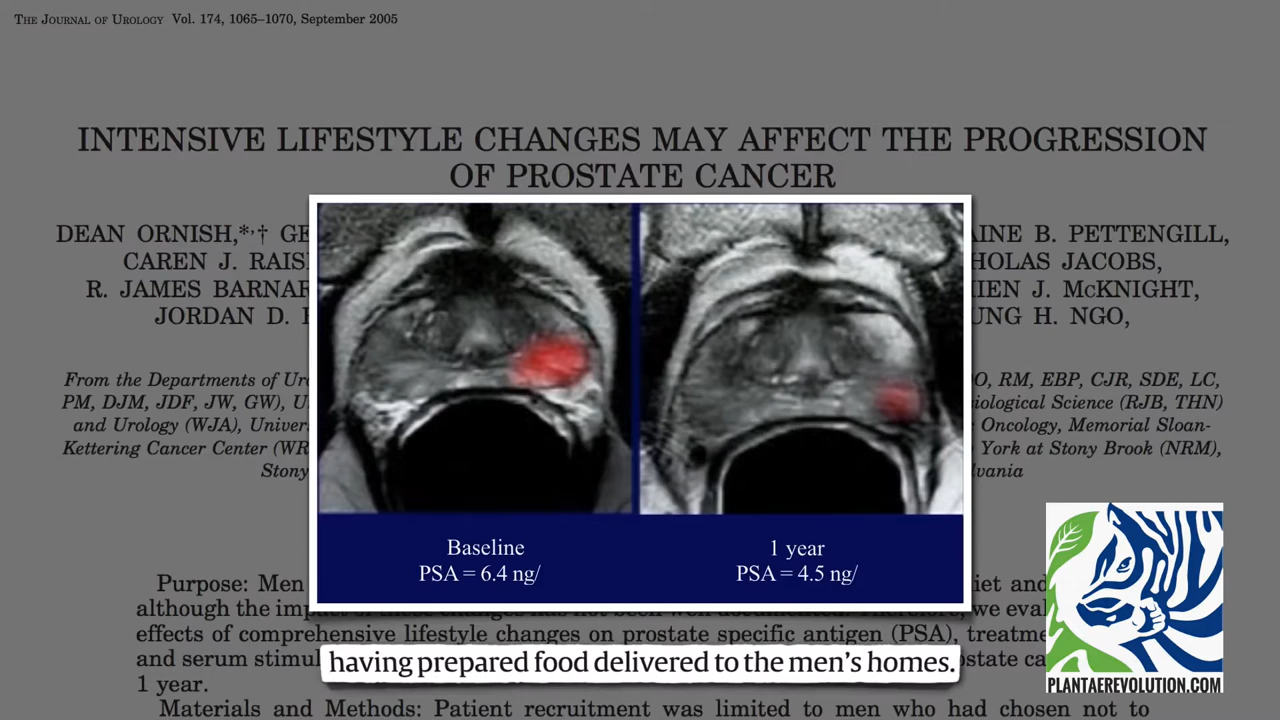 THE JOURNAL OF UROLOGY Vol. 174, 1065–1070, September 2005
INTENSIVE LIFESTYLE CHANGES MAY AFFECT THE PROGRESSION
OF PROSTATE CANCER
DEAN ORNISH,*,† GE AINE B. PETTENGILL,
CAREN J. RAIS HOLAS JACOBS,
R. JAMES BARNAR IEN J. McKNIGHT,
JORDAN D. UNG H. NGO,
From the Departments of Ur O, RM, EBP, CJR, SDE, LC,
PM, DJM, JDF, JW, GW), U iological Science (RJB, THN)
and Urology (WJA), Univer c Oncology, Memorial Sloan-
Kettering Cancer Center (WR York at Stony Brook (NRM),
Stony lvania
Baseline
PSA = 6.4 ng/
1 year
PSA = 4.5 ng/
Purpose: Men iet and
although the we eval
effects of comprehensive lifestyle changes on prostate specific antigen (PSA), treatme
and serum stimul ostate ca
1 year.
Materials and Methods: Patient recruitment was limited to men who had chosen not to
having prepared food delivered to the men's homes.
PLANTAEREVOLUTION.COM